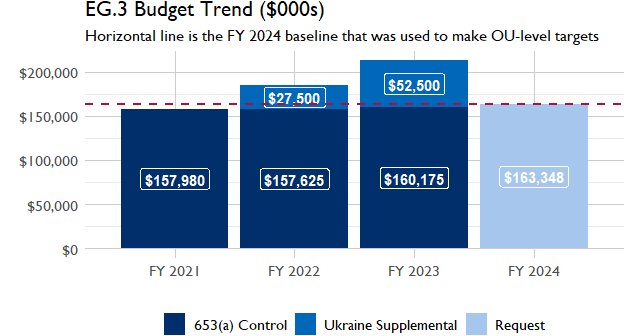 EG.3 Budget Trend ($000s)
Horizontal line is the FY 2024 baseline that was used to make OU-level targets
$200,000
$150,000
$100,000
$50,000
$0
$27,500
$52,500
$157,980
$157,625
$160,175
$163,348
FY 2021
FY 2022
FY 2023
FY 2024
653(a) Control
Ukraine Supplemental
Request